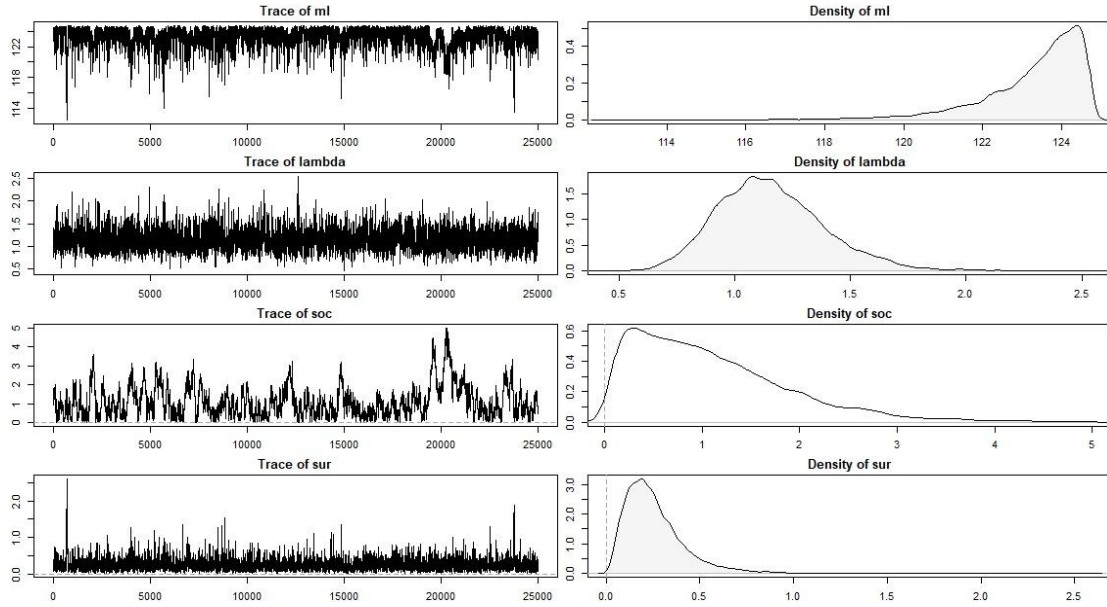 Trace of ml
Density of ml
114 118 122
0 5000 10000 15000 20000 25000
0.0 0.2 0.4
114 116 118 120 122 124
Trace of lambda
Density of lambda
0.5 1.0 1.5 2.0 2.5
0 5000 10000 15000 20000 25000
0.0 0.5 1.0 1.5
0.5 1.0 1.5 2.0 2.5
Trace of soc
Density of soc
0 1 2 3 4 5
0 5000 10000 15000 20000 25000
0.0 0.2 0.4 0.6
0 1 2 3 4 5
Trace of sur
Density of sur
0.0 1.0 2.0
0 5000 10000 15000 20000 25000
0.0 1.0 2.0 3.0
0.0 0.5 1.0 1.5 2.0 2.5